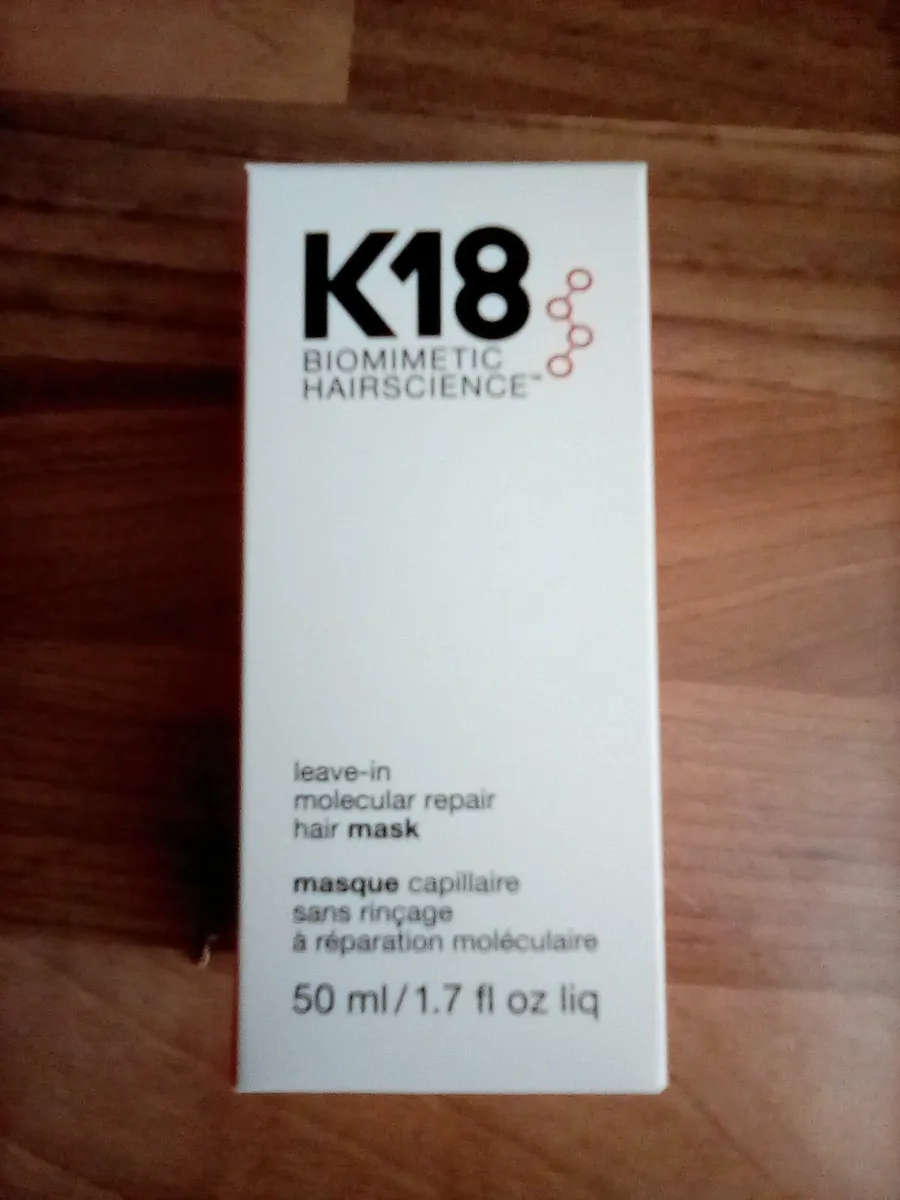 K18
BIOMIMETIC
HAIRSCIENCE™
leave-in
molecular repair
hair mask
masque capillaire
sans rinçage
à réparation moléculaire
50 ml/1.7 fl oz liq